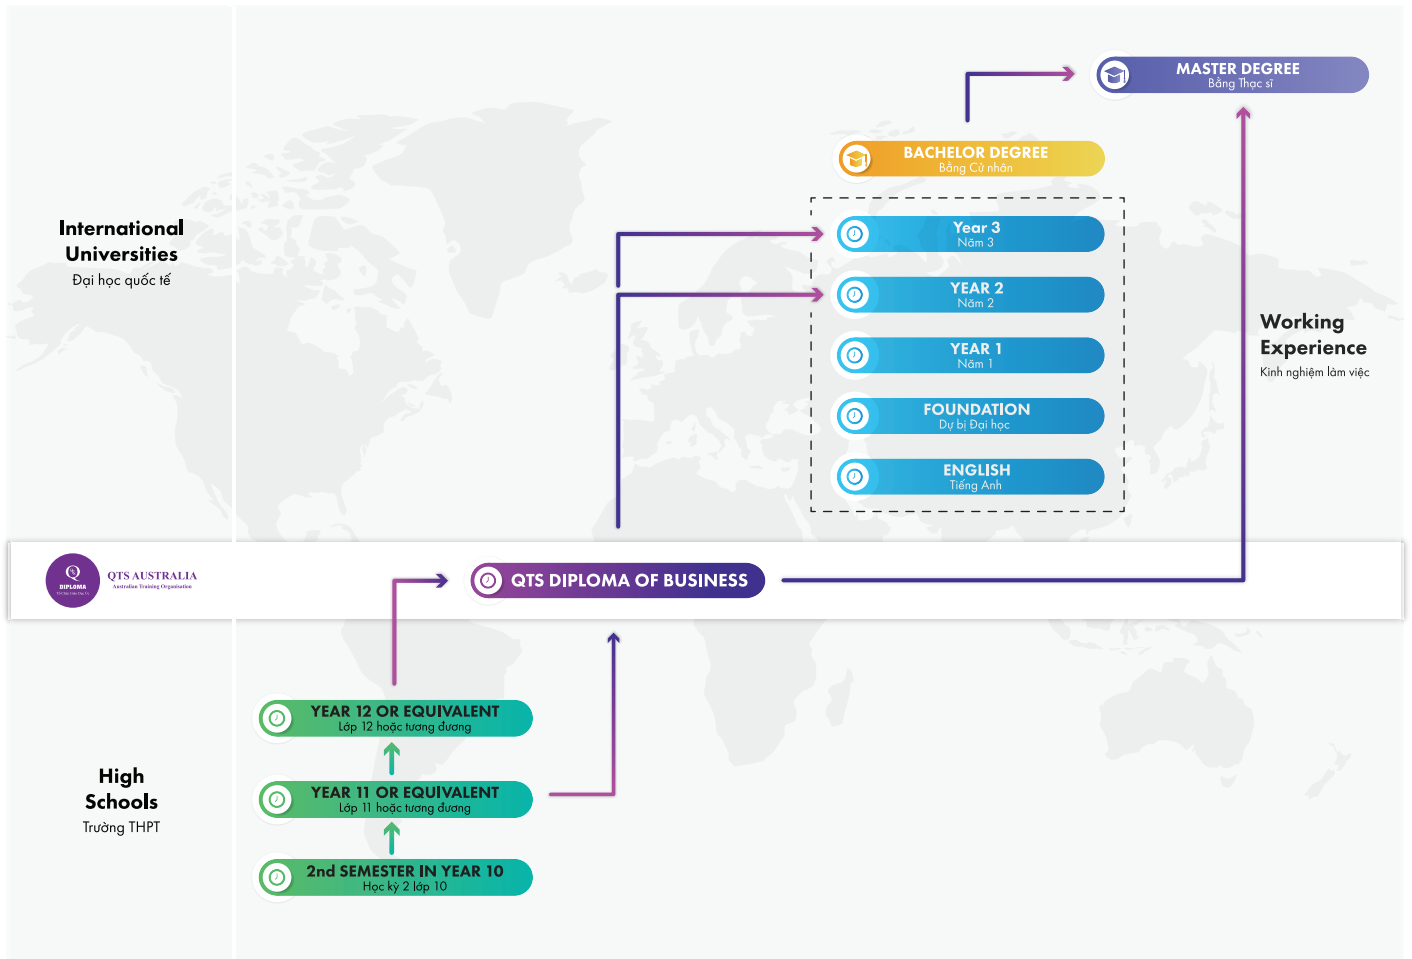 MASTER DEGREE
Bằng Thạc sĩ
BACHELOR DEGREE
Bằng Cử nhân
International
Universities
Đại học quốc tế
Year 3
Năm 3
YEAR 2
Năm 2
YEAR 1
Năm 1
FOUNDATION
Dự bị Đại học
ENGLISH
Tiếng Anh
Working
Experience
Kinh nghiệm làm việc
Q
DIPLOMA
QTS AUSTRALIA
Australian Training Organisation
QTS DIPLOMA OF BUSINESS
High
Schools
Trường THPT
YEAR 12 OR EQUIVALENT
Lớp 12 hoặc tương đương
YEAR 11 OR EQUIVALENT
Lớp 11 hoặc tương đương
2nd SEMESTER IN YEAR 10
Học kỳ 2 lớp 10